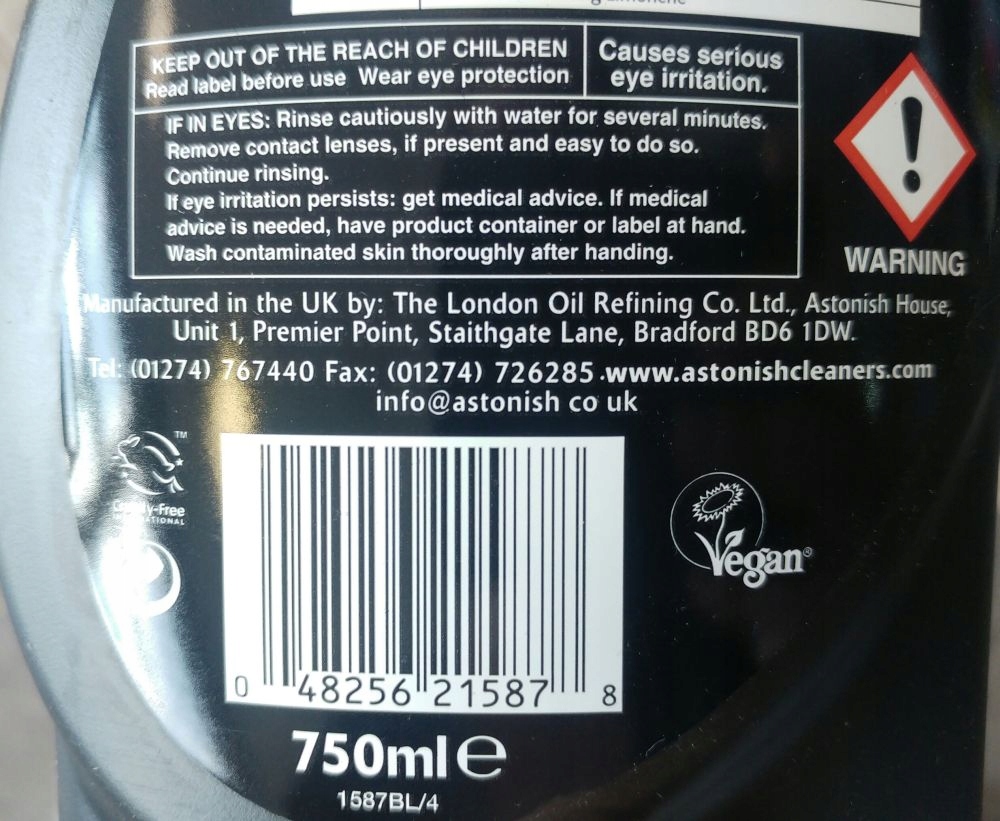 KEEP OUT OF THE REACH OF CHILDREN
Read label before use Wear eye protection
Causes serious
eye irritation.
IF IN EYES: Rinse cautiously with water for several minutes.
Remove contact lenses, if present and easy to do so.
Continue rinsing.
If eye irritation persists: get medical advice. If medical
advice is needed, have product container or label at hand.
Wash contaminated skin thoroughly after handing.
WARNING
Manufactured in the UK by: The London Oil Refining Co. Ltd., Astonish House,
Unit 1, Premier Point, Staithgate Lane, Bradford BD6 1DW.
Tel: (01274) 767440 Fax: (01274) 726285 .www.astonishcleaners.com
info@astonish co uk
TM
Vegan®
0 48256 21587 8
750ml e
1587BL/4